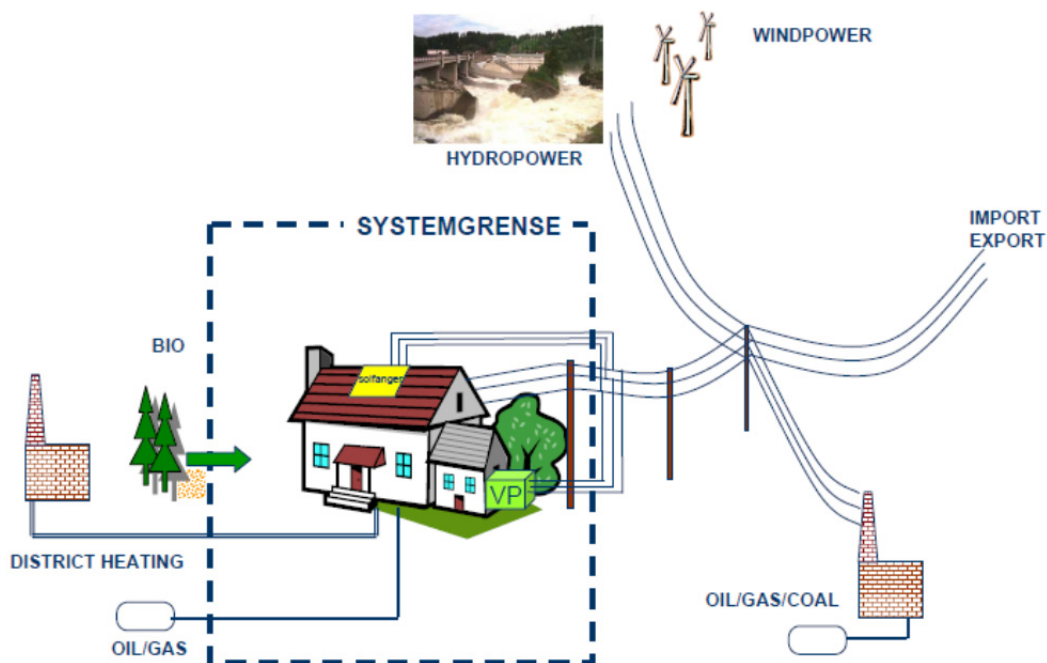 WINDPOWER
HYDROPOWER
SYSTEMGRENSE
IMPORT
EXPORT
BIO
solfanger
VP
DISTRICT HEATING
OIL/GAS/COAL
OIL/GAS